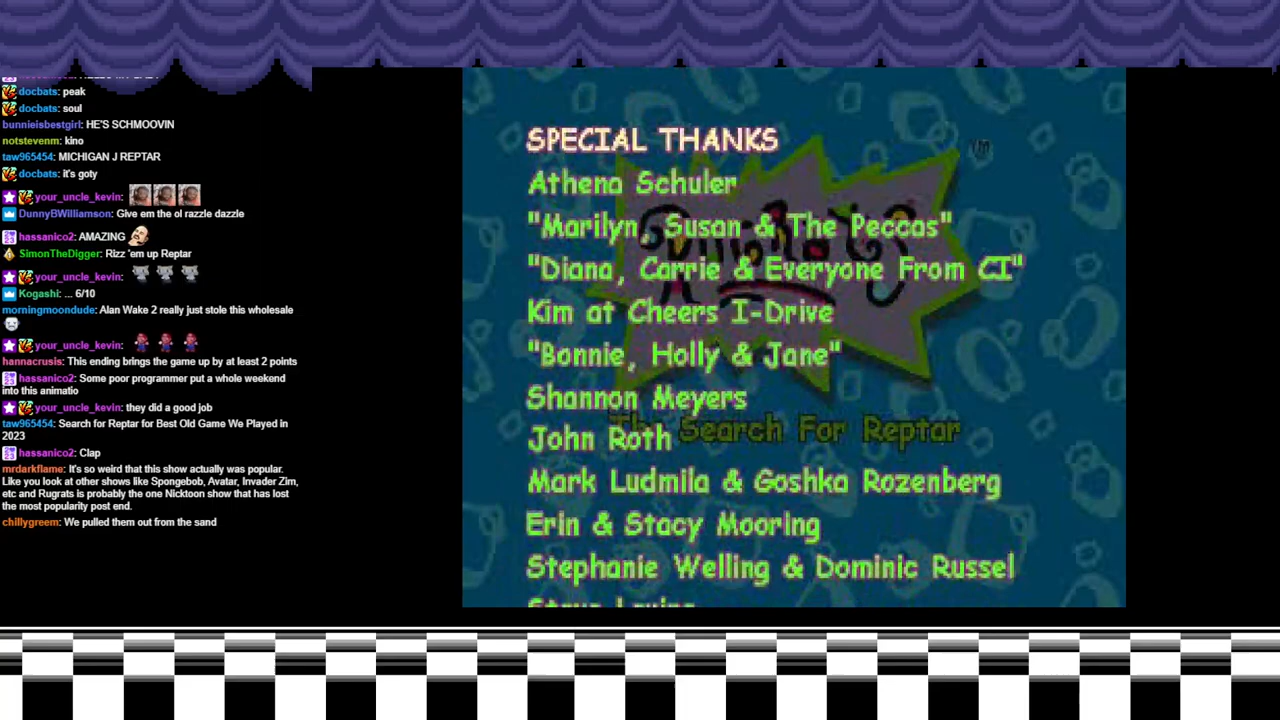 docbats: peak
docbats: soul
bunnieisbestgirl: HE'S SCHMOOVIN
notstevenm: kino
taw965454: MICHIGAN J REPTAR
docbats: it's goty
your_uncle_kevin:
DunnyBWilliamson: Give em the ol razzle dazzle
hassanico2: AMAZING
SimonTheDigger: Rizz 'em up Reptar
your_uncle_kevin:
Kogashi: ... 6/10
morningmoondude: Alan Wake 2 really just stole this wholesale
your_uncle_kevin:
hannacrusis: This ending brings the game up by at least 2 points
hassanico2: Some poor programmer put a whole weekend
into this animatio
your_uncle_kevin: they did a good job
taw965454: Search for Reptar for Best Old Game We Played in
2023
hassanico2: Clap
mrdarkflame: It's so weird that this show actually was popular.
Like you look at other shows like Spongebob, Avatar, Invader Zim,
etc and Rugrats is probably the one Nicktoon show that has lost
the most popularity post end.
chillygreem: We pulled them out from the sand
SPECIAL THANKS
Athena Schuler
"Marilyn, Susan & The Peccas"
"Diana, Carrie & Everyone From CI"
Kim at Cheers I-Drive
"Bonnie, Holly & Jane"
Shannon Meyers
John Roth
Mark Ludmila & Goshka Rozenberg
Erin & Stacy Mooring
Stephanie Welling & Dominic Russel
Rugrats
TM
The Search For Reptar